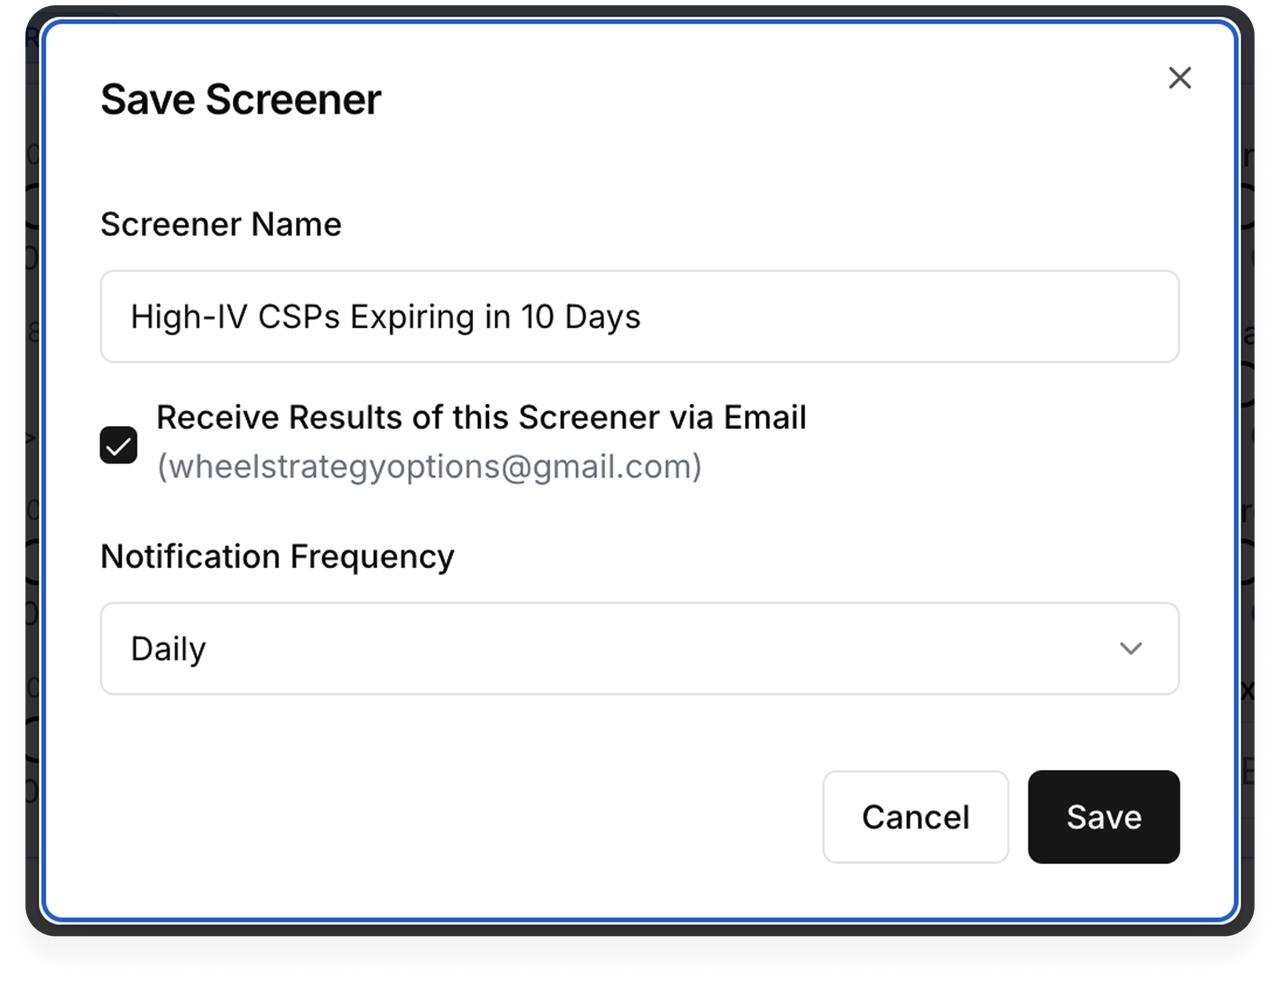 Save Screener
Screener Name
High-IV CSPs Expiring in 10 Days
Receive Results of this Screener via Email
(wheelstrategyoptions@gmail.com)
Notification Frequency
Daily
Cancel
Save